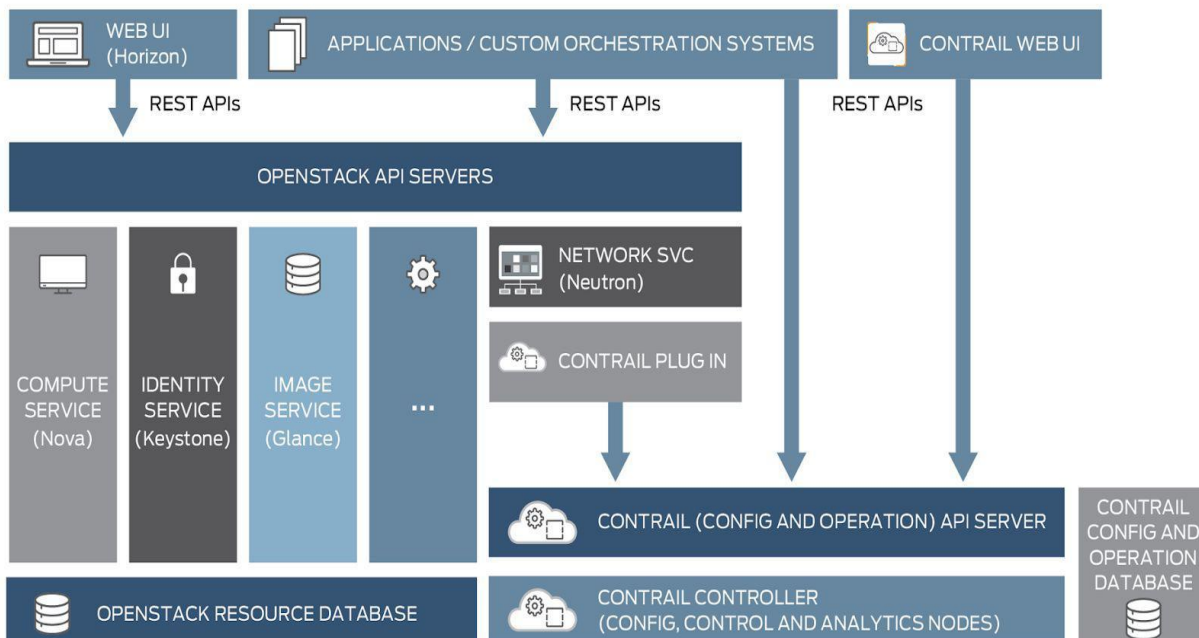 WEB UI
(Horizon)
APPLICATIONS / CUSTOM ORCHESTRATION SYSTEMS
CONTRAIL WEB UI
REST APIs
REST APIs
REST APIs
OPENSTACK API SERVERS
COMPUTE
SERVICE
(Nova)
IDENTITY
SERVICE
(Keystone)
IMAGE
SERVICE
(Glance)
...
NETWORK SVC
(Neutron)
CONTRAIL PLUG IN
CONTRAIL (CONFIG AND OPERATION) API SERVER
CONTRAIL
CONFIG AND
OPERATION
DATABASE
OPENSTACK RESOURCE DATABASE
CONTRAIL CONTROLLER
(CONFIG, CONTROL AND ANALYTICS NODES)